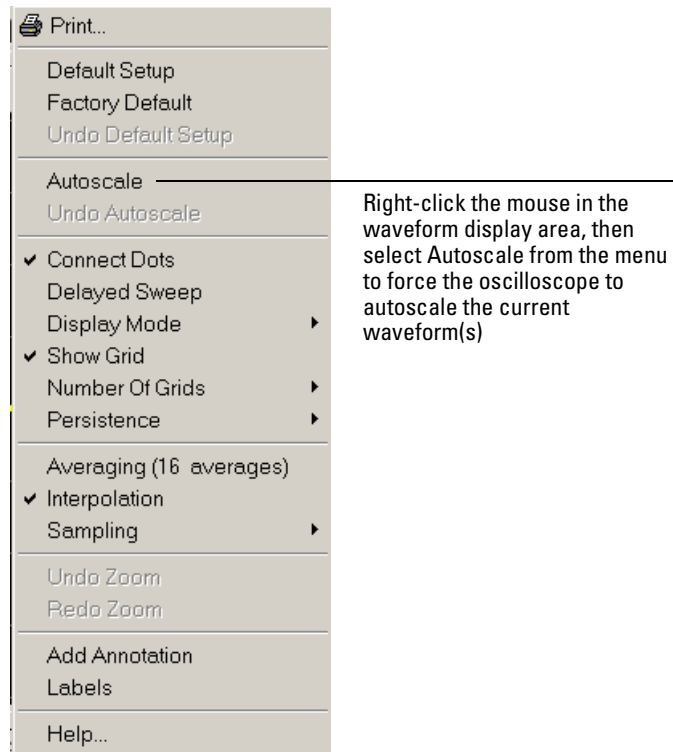 Print...
Default Setup
Factory Default
Undo Default Setup
Autoscale
Undo Autoscale
Connect Dots
Delayed Sweep
Display Mode
Show Grid
Number Of Grids
Persistence
Averaging (16 averages)
Interpolation
Sampling
Undo Zoom
Redo Zoom
Add Annotation
Labels
Help...
Right-click the mouse in the
waveform display area, then
select Autoscale from the menu
to force the oscilloscope to
autoscale the current
waveform(s)